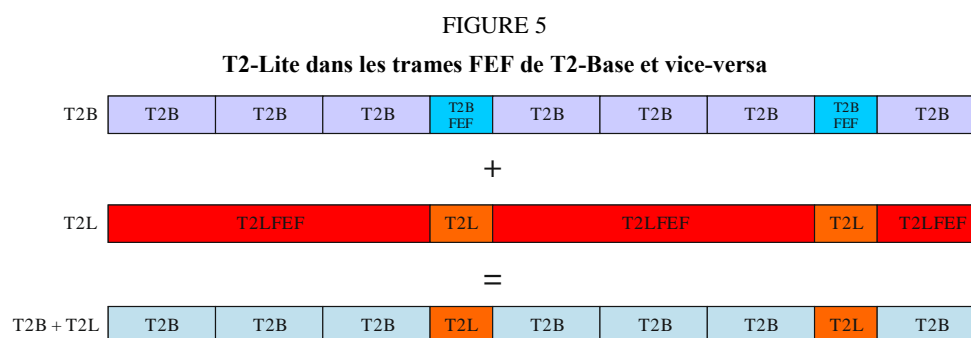 FIGURE 5
T2-Lite dans les trames FEF de T2-Base et vice-versa
T2B T2B T2B T2B T2B FEF T2B T2B T2B T2B FEF T2B
+
T2L T2LFEF T2L T2LFEF T2L T2LFEF
=
T2B + T2L T2B T2B T2B T2L T2B T2B T2B T2L T2B